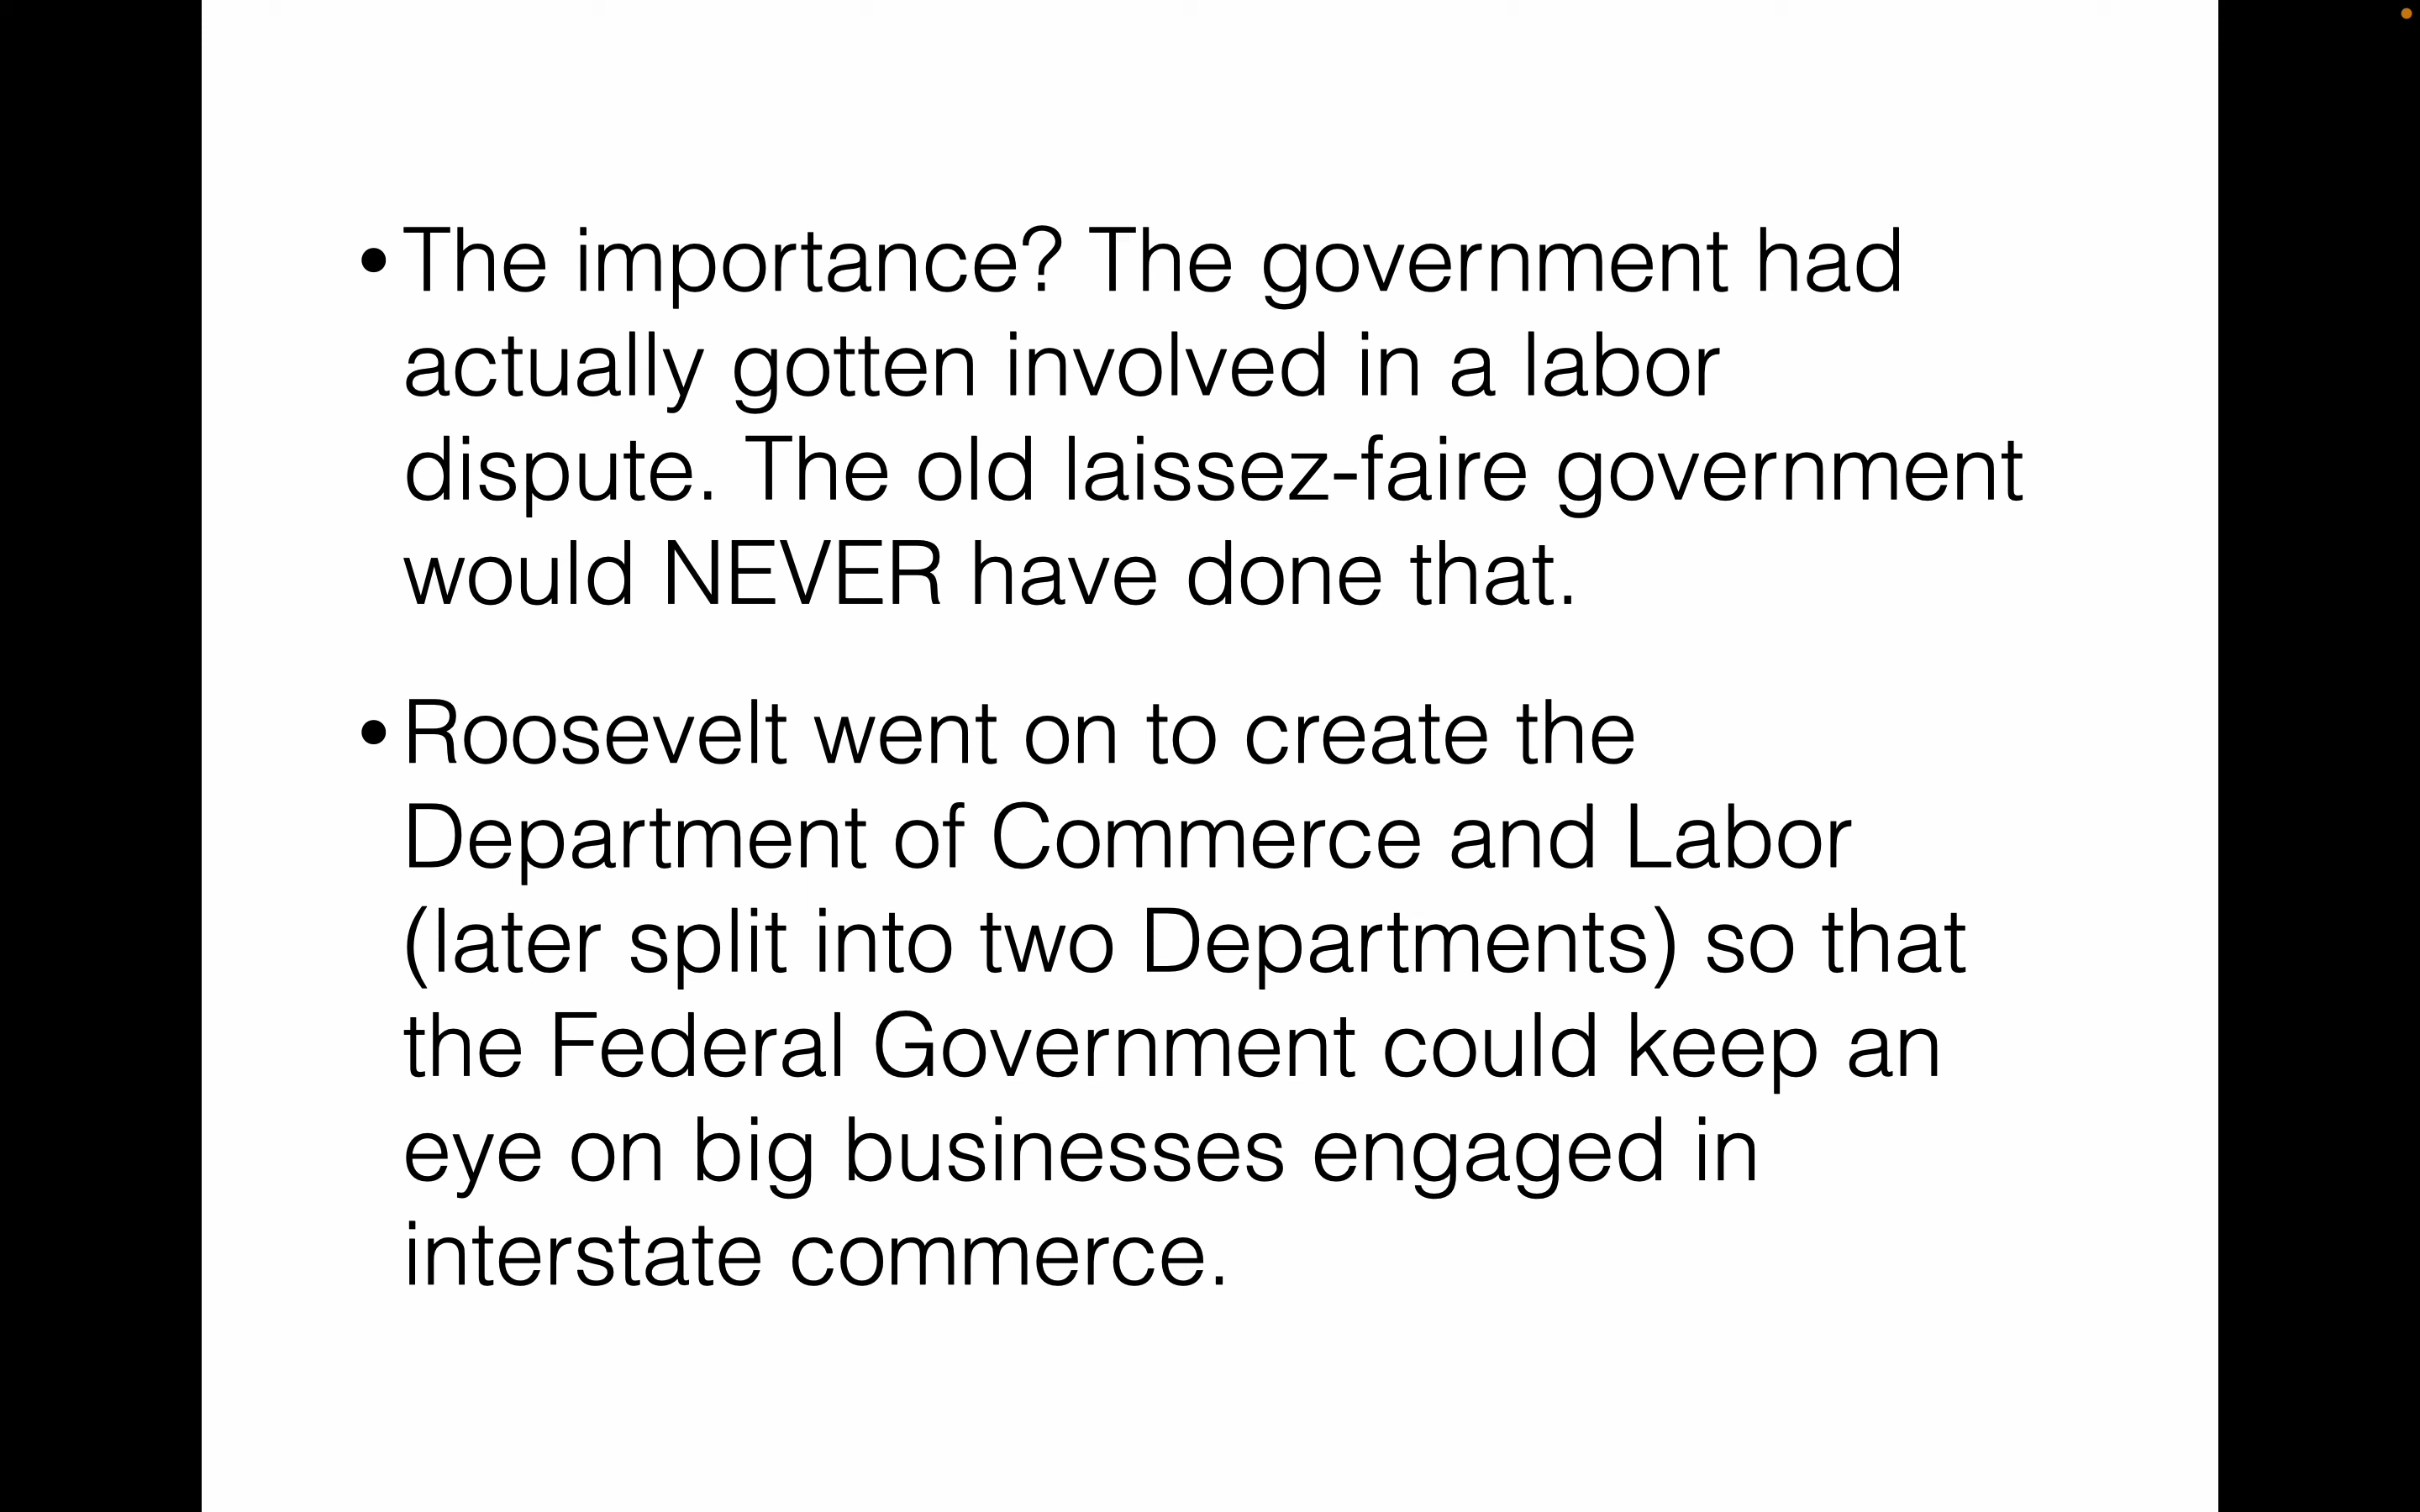 • The importance? The government had
actually gotten involved in a labor
dispute. The old laissez-faire government
would NEVER have done that.
• Roosevelt went on to create the
Department of Commerce and Labor
(later split into two Departments) so that
the Federal Government could keep an
eye on big businesses engaged in
interstate commerce.